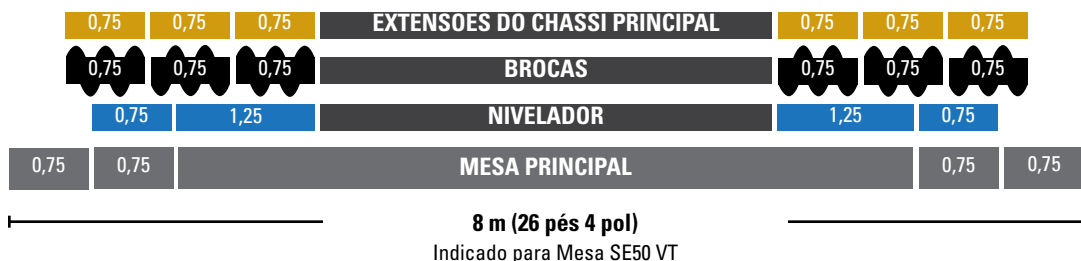 0,75 0,75 0,75 EXTENSOES DO CHASSI PRINCIPAL 0,75 0,75 0,75
0,75 0,75 0,75 BROCAS 0,75 0,75 0,75
0,75 1,25 NIVELADOR 1,25 0,75
0,75 0,75 MESA PRINCIPAL 0,75 0,75
8 m (26 pés 4 pol)
Indicado para Mesa SE50 VT